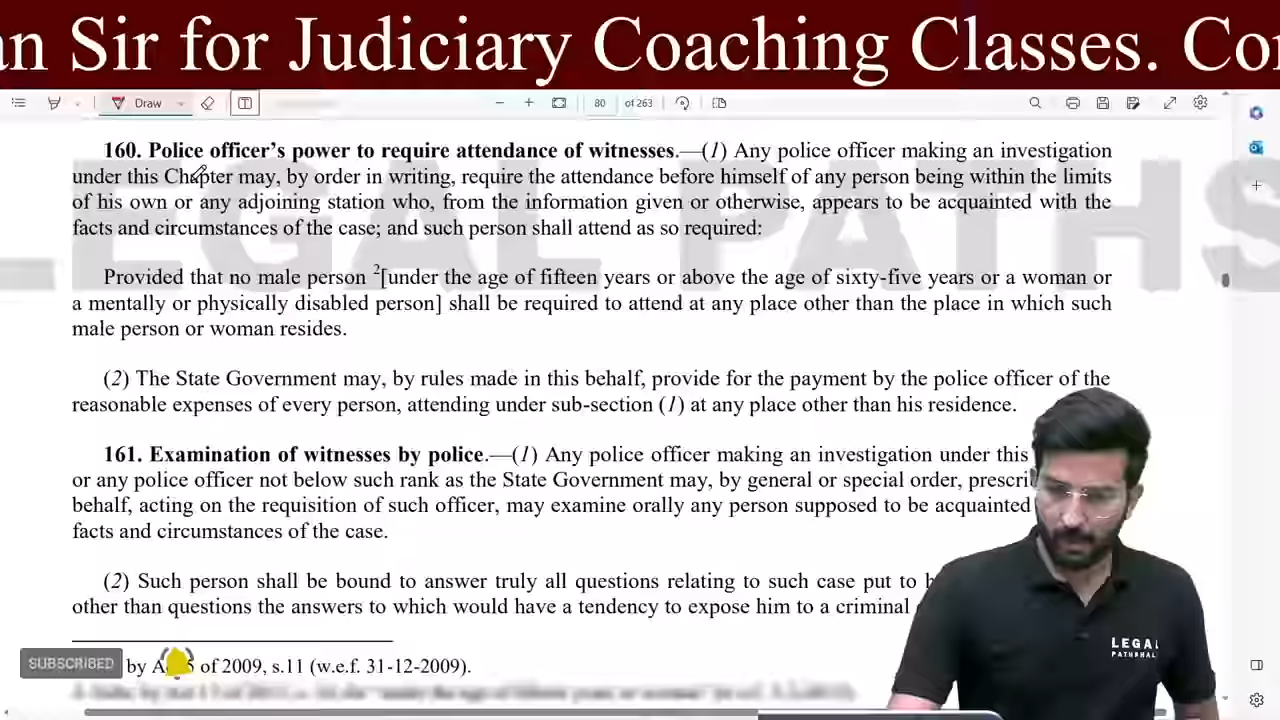 an Sir for Judiciary Coaching Classes. Con
Draw
80 of 263
160. Police officer’s power to require attendance of witnesses.—(1) Any police officer making an investigation
under this Chapter may, by order in writing, require the attendance before himself of any person being within the limits
of his own or any adjoining station who, from the information given or otherwise, appears to be acquainted with the
facts and circumstances of the case; and such person shall attend as so required:
Provided that no male person 2[under the age of fifteen years or above the age of sixty-five years or a woman or
a mentally or physically disabled person] shall be required to attend at any place other than the place in which such
male person or woman resides.
(2) The State Government may, by rules made in this behalf, provide for the payment by the police officer of the
reasonable expenses of every person, attending under sub-section (1) at any place other than his residence.
161. Examination of witnesses by police.—(1) Any police officer making an investigation under this
or any police officer not below such rank as the State Government may, by general or special order, prescri
behalf, acting on the requisition of such officer, may examine orally any person supposed to be acquainted
facts and circumstances of the case.
(2) Such person shall be bound to answer truly all questions relating to such case put to h
other than questions the answers to which would have a tendency to expose him to a criminal
SUBSCRIBED by A 5 of 2009, s.11 (w.e.f. 31-12-2009).
LEGAL PATHS
LEGAL
PATHSHALA